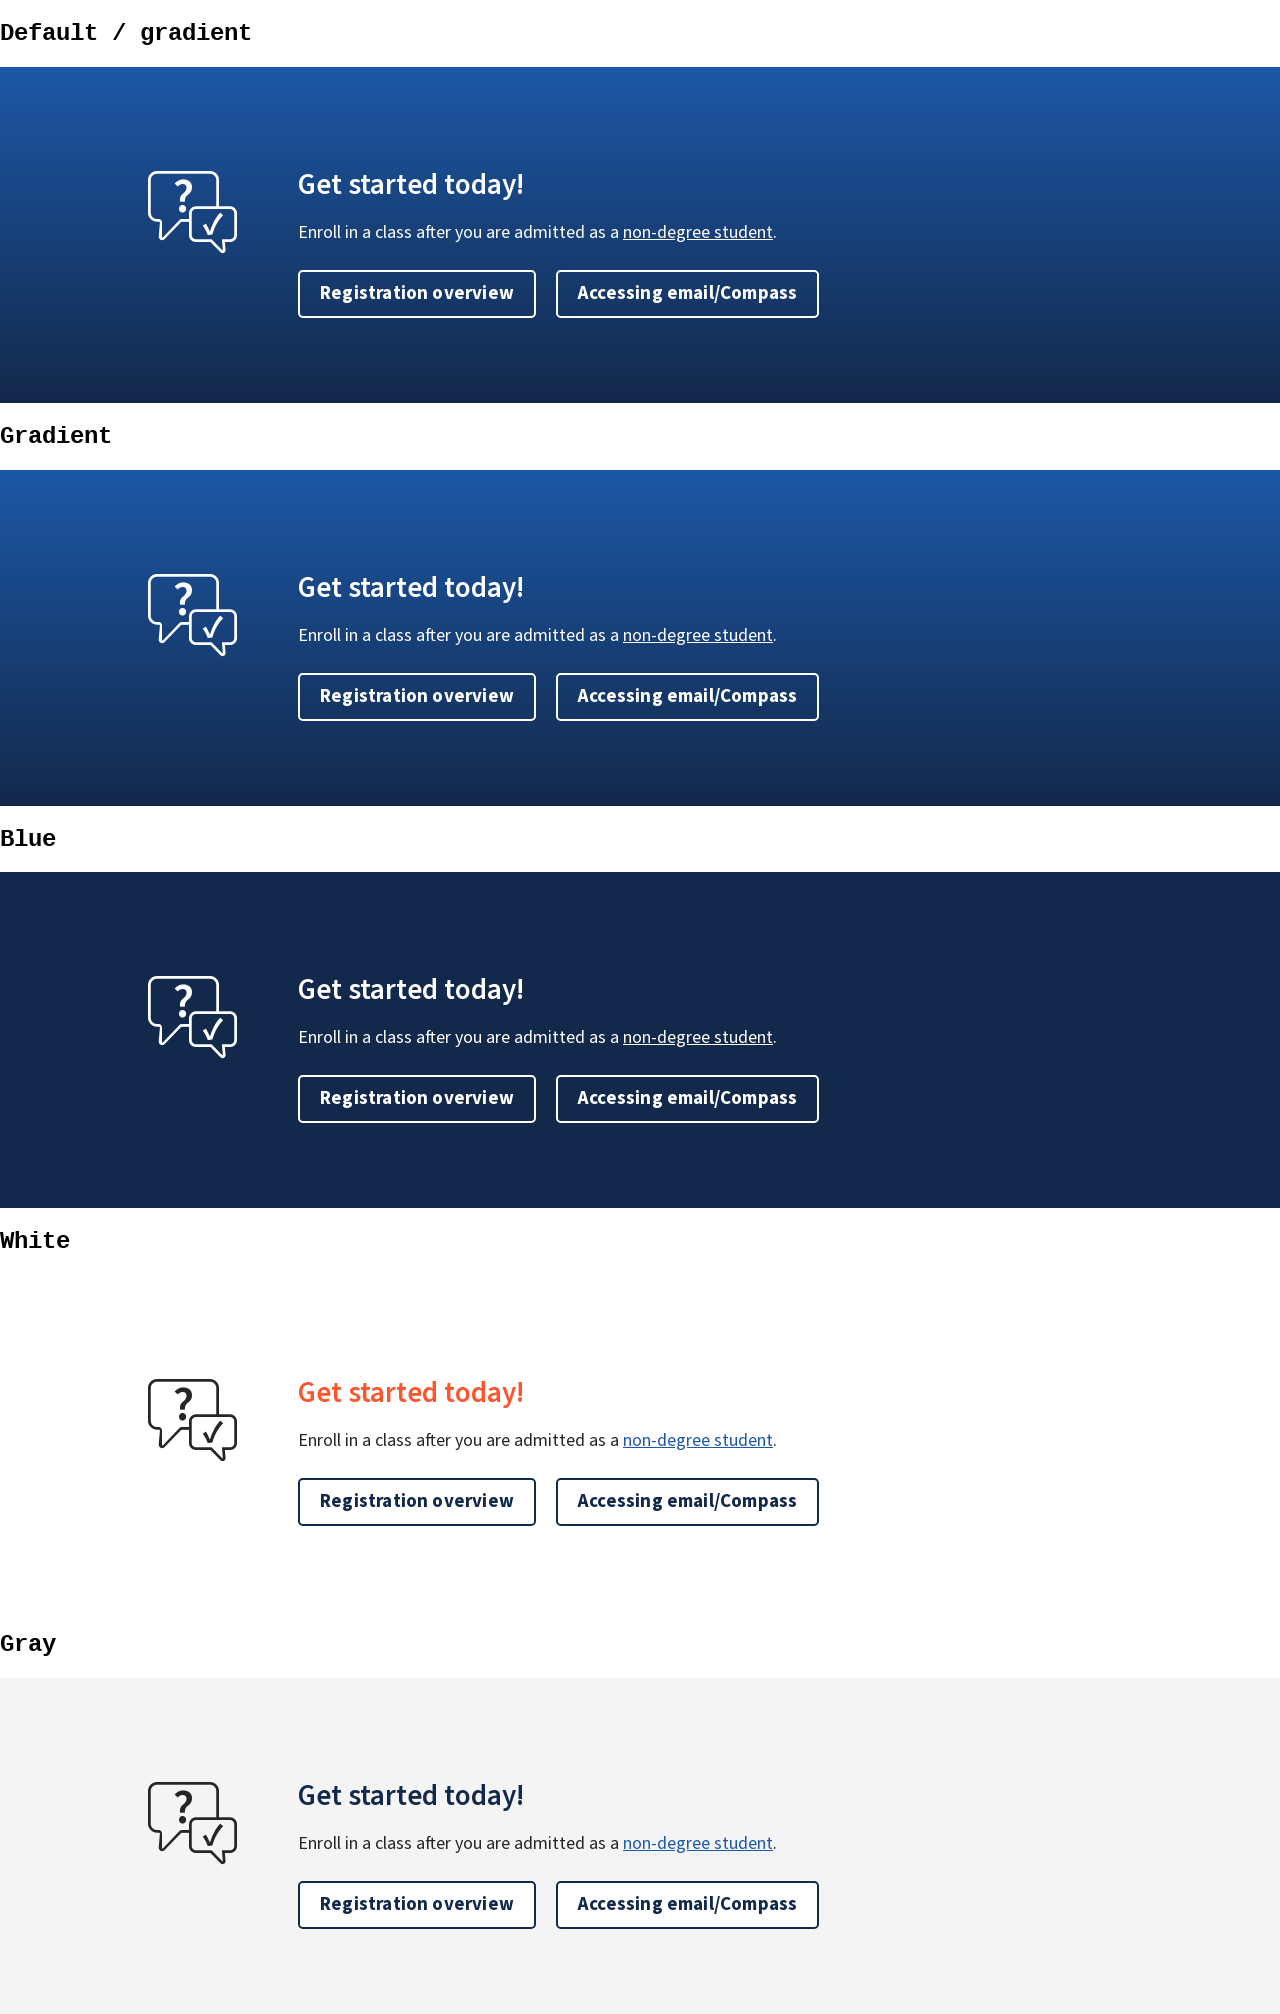 Default / gradient
Get started today!
Enroll in a class after you are admitted as a non-degree student.
Registration overview Accessing email/Compass
Gradient
Get started today!
Enroll in a class after you are admitted as a non-degree student.
Registration overview Accessing email/Compass
Blue
Get started today!
Enroll in a class after you are admitted as a non-degree student.
Registration overview Accessing email/Compass
White
Get started today!
Enroll in a class after you are admitted as a non-degree student.
Registration overview Accessing email/Compass
Gray
Get started today!
Enroll in a class after you are admitted as a non-degree student.
Registration overview Accessing email/Compass